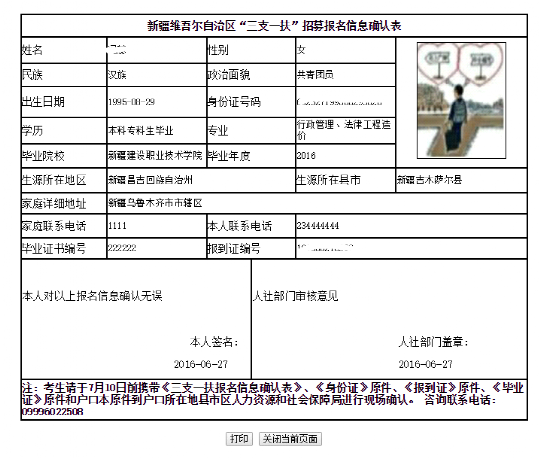 新疆维吾尔自治区“三支一扶”招募报名信息确认表
姓名 性别 女
民族 汉族 政治面貌 共青团员
出生日期 1995-08-29 身份证号码
学历 本科专科生毕业 专业 行政管理、法律工程造价
毕业院校 新疆建设职业技术学院 毕业年度 2016
生源所在地区 新疆昌吉回族自治州 生源所在县市 新疆吉木萨尔县
家庭详细地址 新疆乌鲁木齐市市辖区
家庭联系电话 1111 本人联系电话 234444444
毕业证书编号 222222 报到证编号
本人对以上报名信息确认无误 人社部门审核意见
本人签名： 人社部门盖章：
2016-06-27 2016-06-27
注：考生请于7月10日前携带《三支一扶报名信息确认表》、《身份证》原件、《报到证》原件、《毕业
证》原件和户口本原件到户口所在地县市区人力资源和社会保障局进行现场确认。 咨询联系电话：
09996022508
打印 关闭当前页面